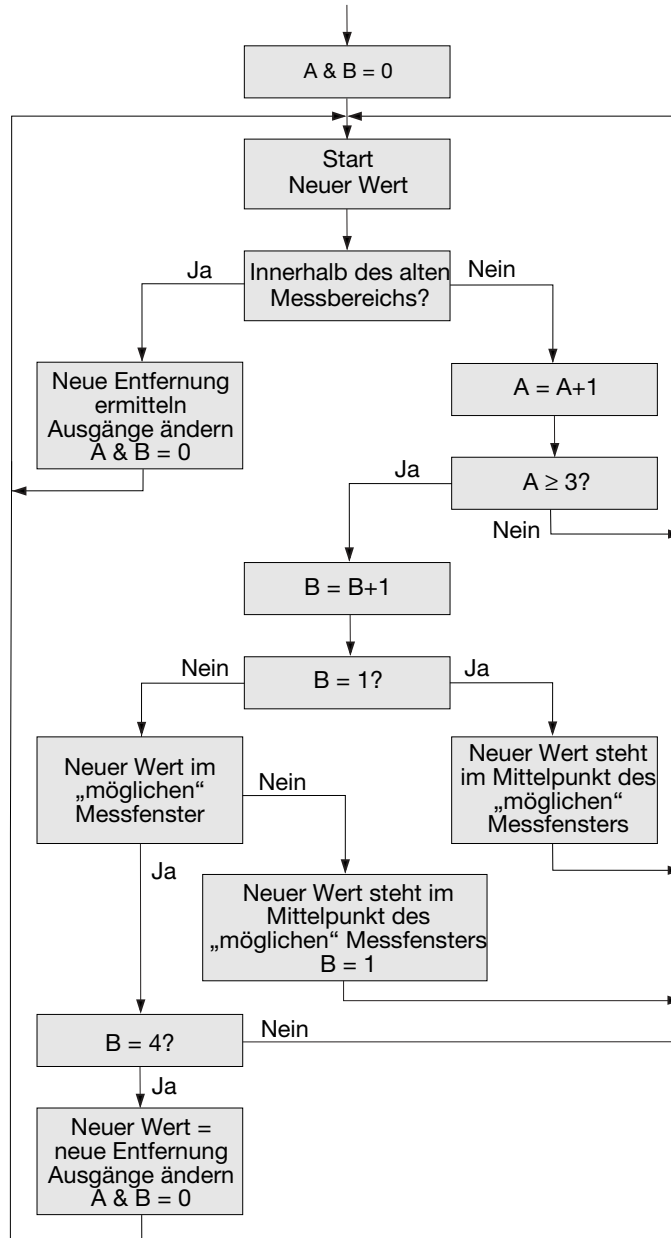 A & B = 0
Start
Neuer Wert
Ja
Innerhalb des alten
Messbereichs?
Nein
Neue Entfernung
ermitteln
Ausgänge ändern
A & B = 0
A = A+1
Ja
A ≥ 3?
Nein
B = B+1
Nein
B = 1?
Ja
Neuer Wert im
„möglichen“
Messfenster
Nein
Neuer Wert steht
im Mittelpunkt des
„möglichen“
Messfensters
Ja
Neuer Wert steht im
Mittelpunkt des
„möglichen“ Messfensters
B = 1
B = 4?
Nein
Ja
Neuer Wert =
neue Entfernung
Ausgänge ändern
A & B = 0